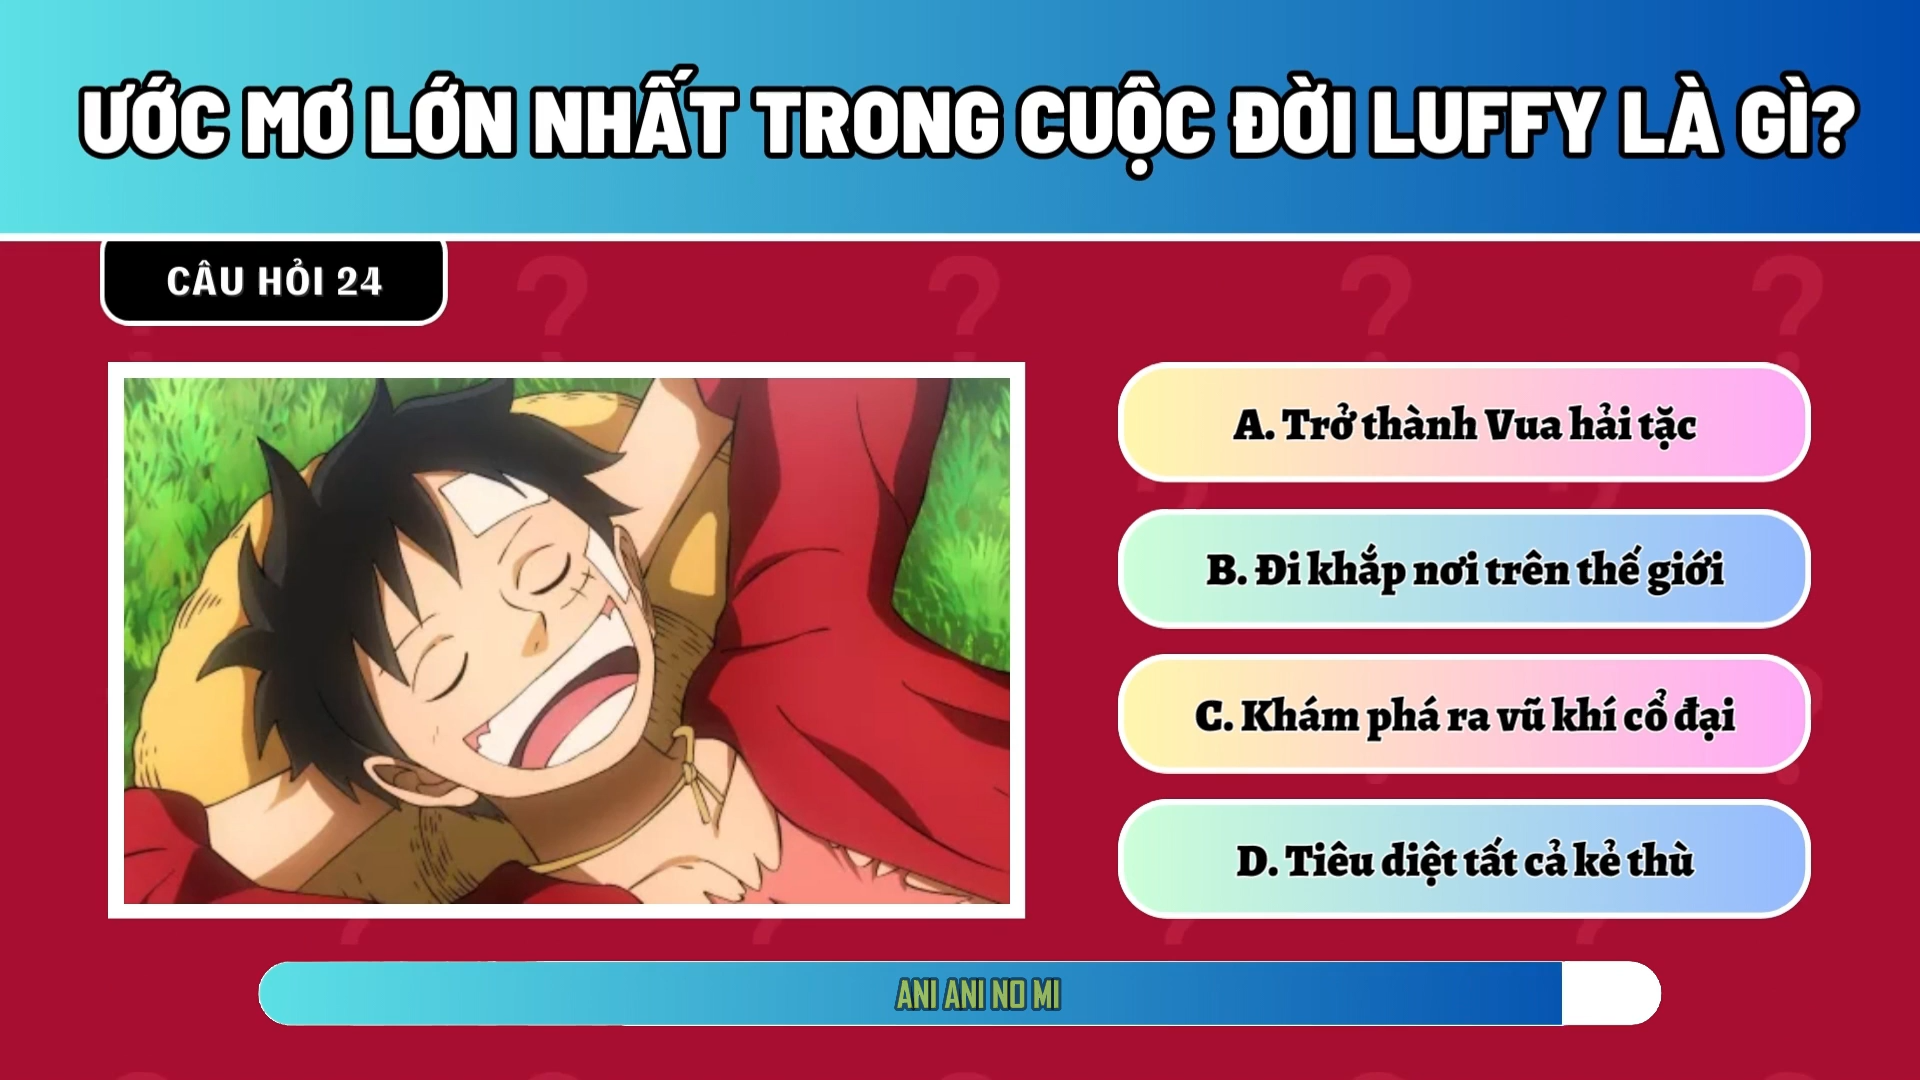 ƯỚC MƠ LỚN NHẤT TRONG CUỘC ĐỜI LUFFY LÀ GÌ?
CÂU HỎI 24
A. Trở thành Vua hải tặc
B. Đi khắp nơi trên thế giới
C. Khám phá ra vũ khí cổ đại
D. Tiêu diệt tất cả kẻ thù
ANI ANI NO MI